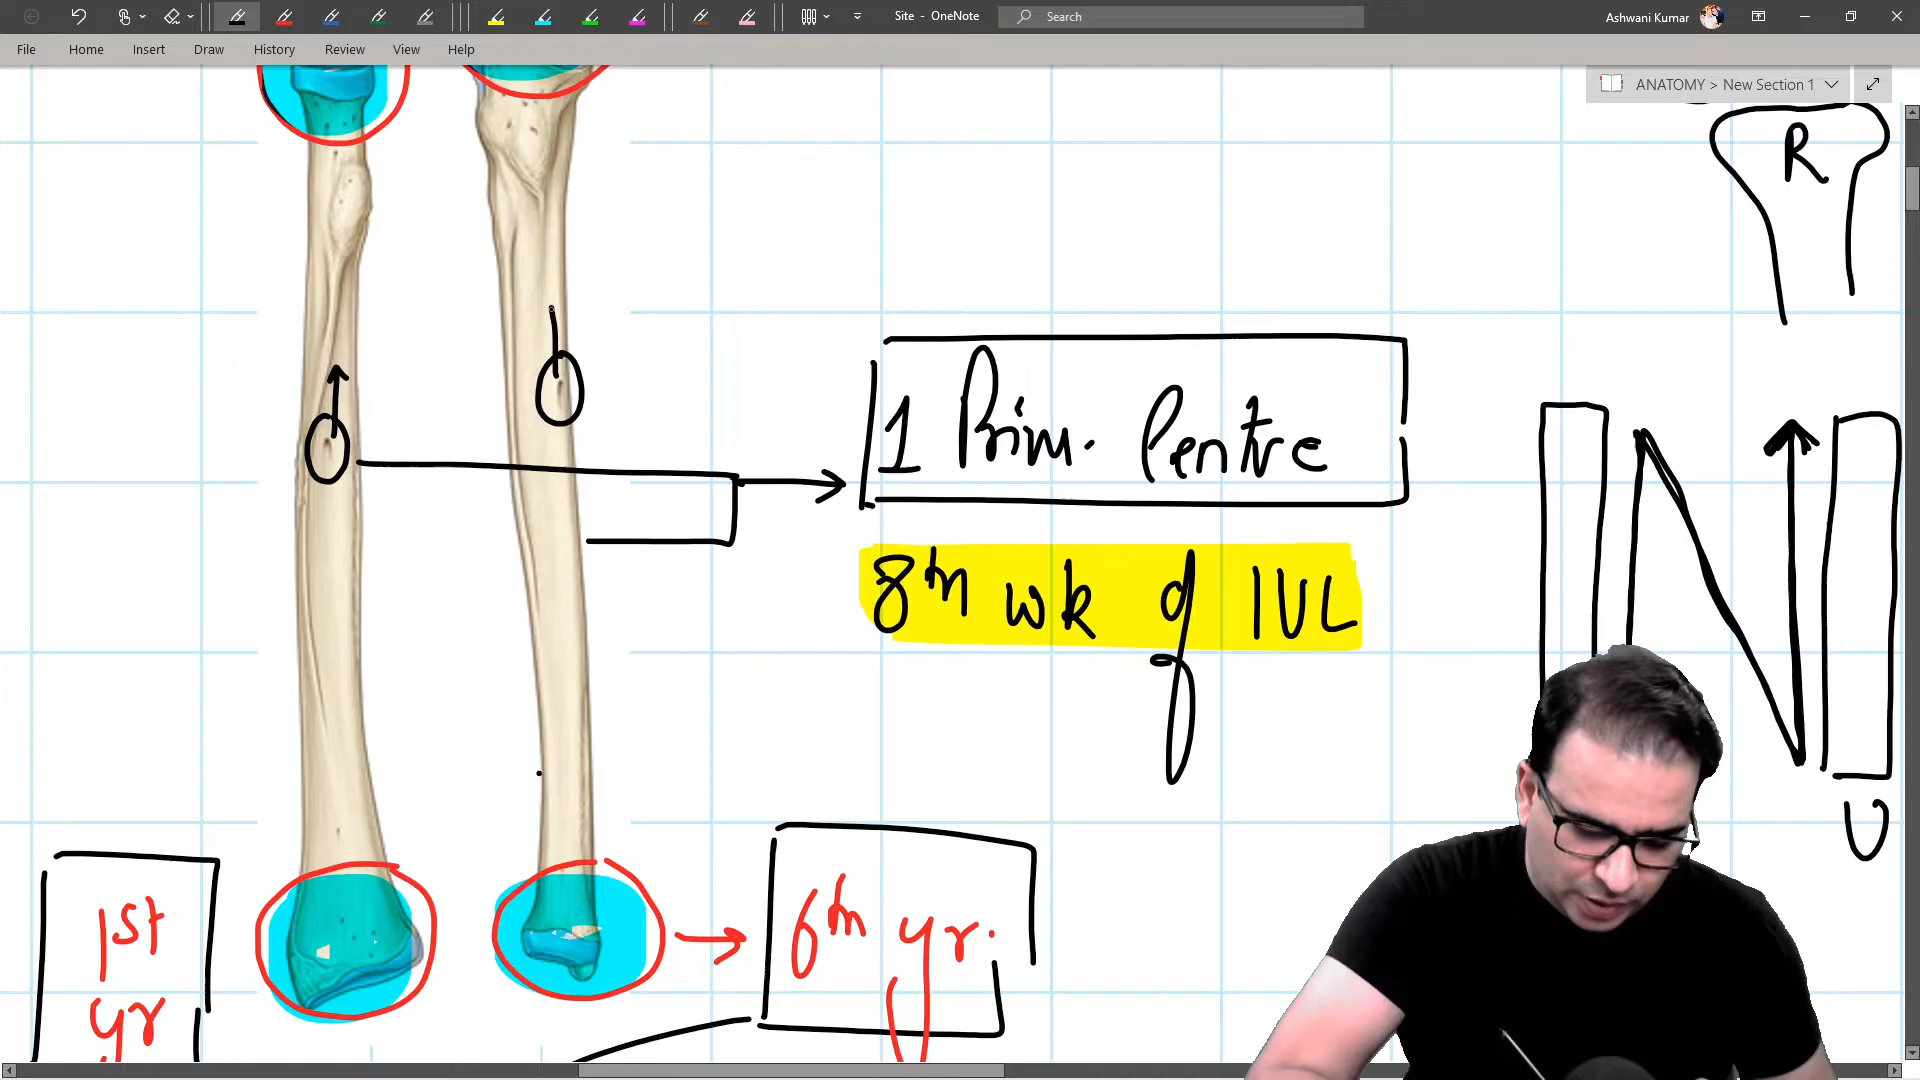 Site - OneNote
Search
Ashwani Kumar
File Home Insert Draw History Review View Help
ANATOMY > New Section 1
R
1 Prim. Centre
8th wk of IUL
U
1st
yr
6th yr.